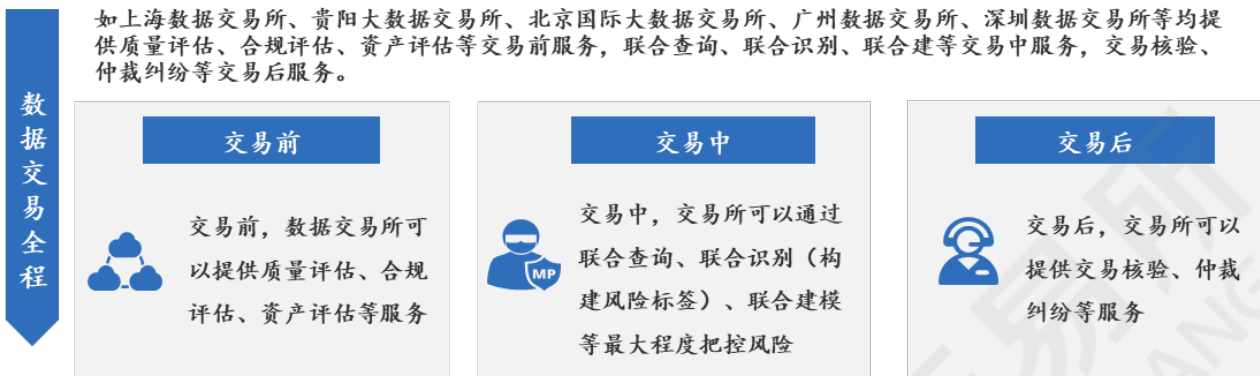 如上海数据交易所、贵阳大数据交易所、北京国际大数据交易所、广州数据交易所、深圳数据交易所等均提
供质量评估、合规评估、资产评估等交易前服务，联合查询、联合识别、联合建等交易中服务，交易核验、
仲裁纠纷等交易后服务。
数据交易全程
交易前
交易前，数据交易所可
以提供质量评估、合规
评估、资产评估等服务
交易中
MP
交易中，交易所可以通过
联合查询、联合识别（构
建风险标签）、联合建模
等最大程度把控风险
交易后
交易后，交易所可以
提供交易核验、仲裁
纠纷等服务
易所
ANG